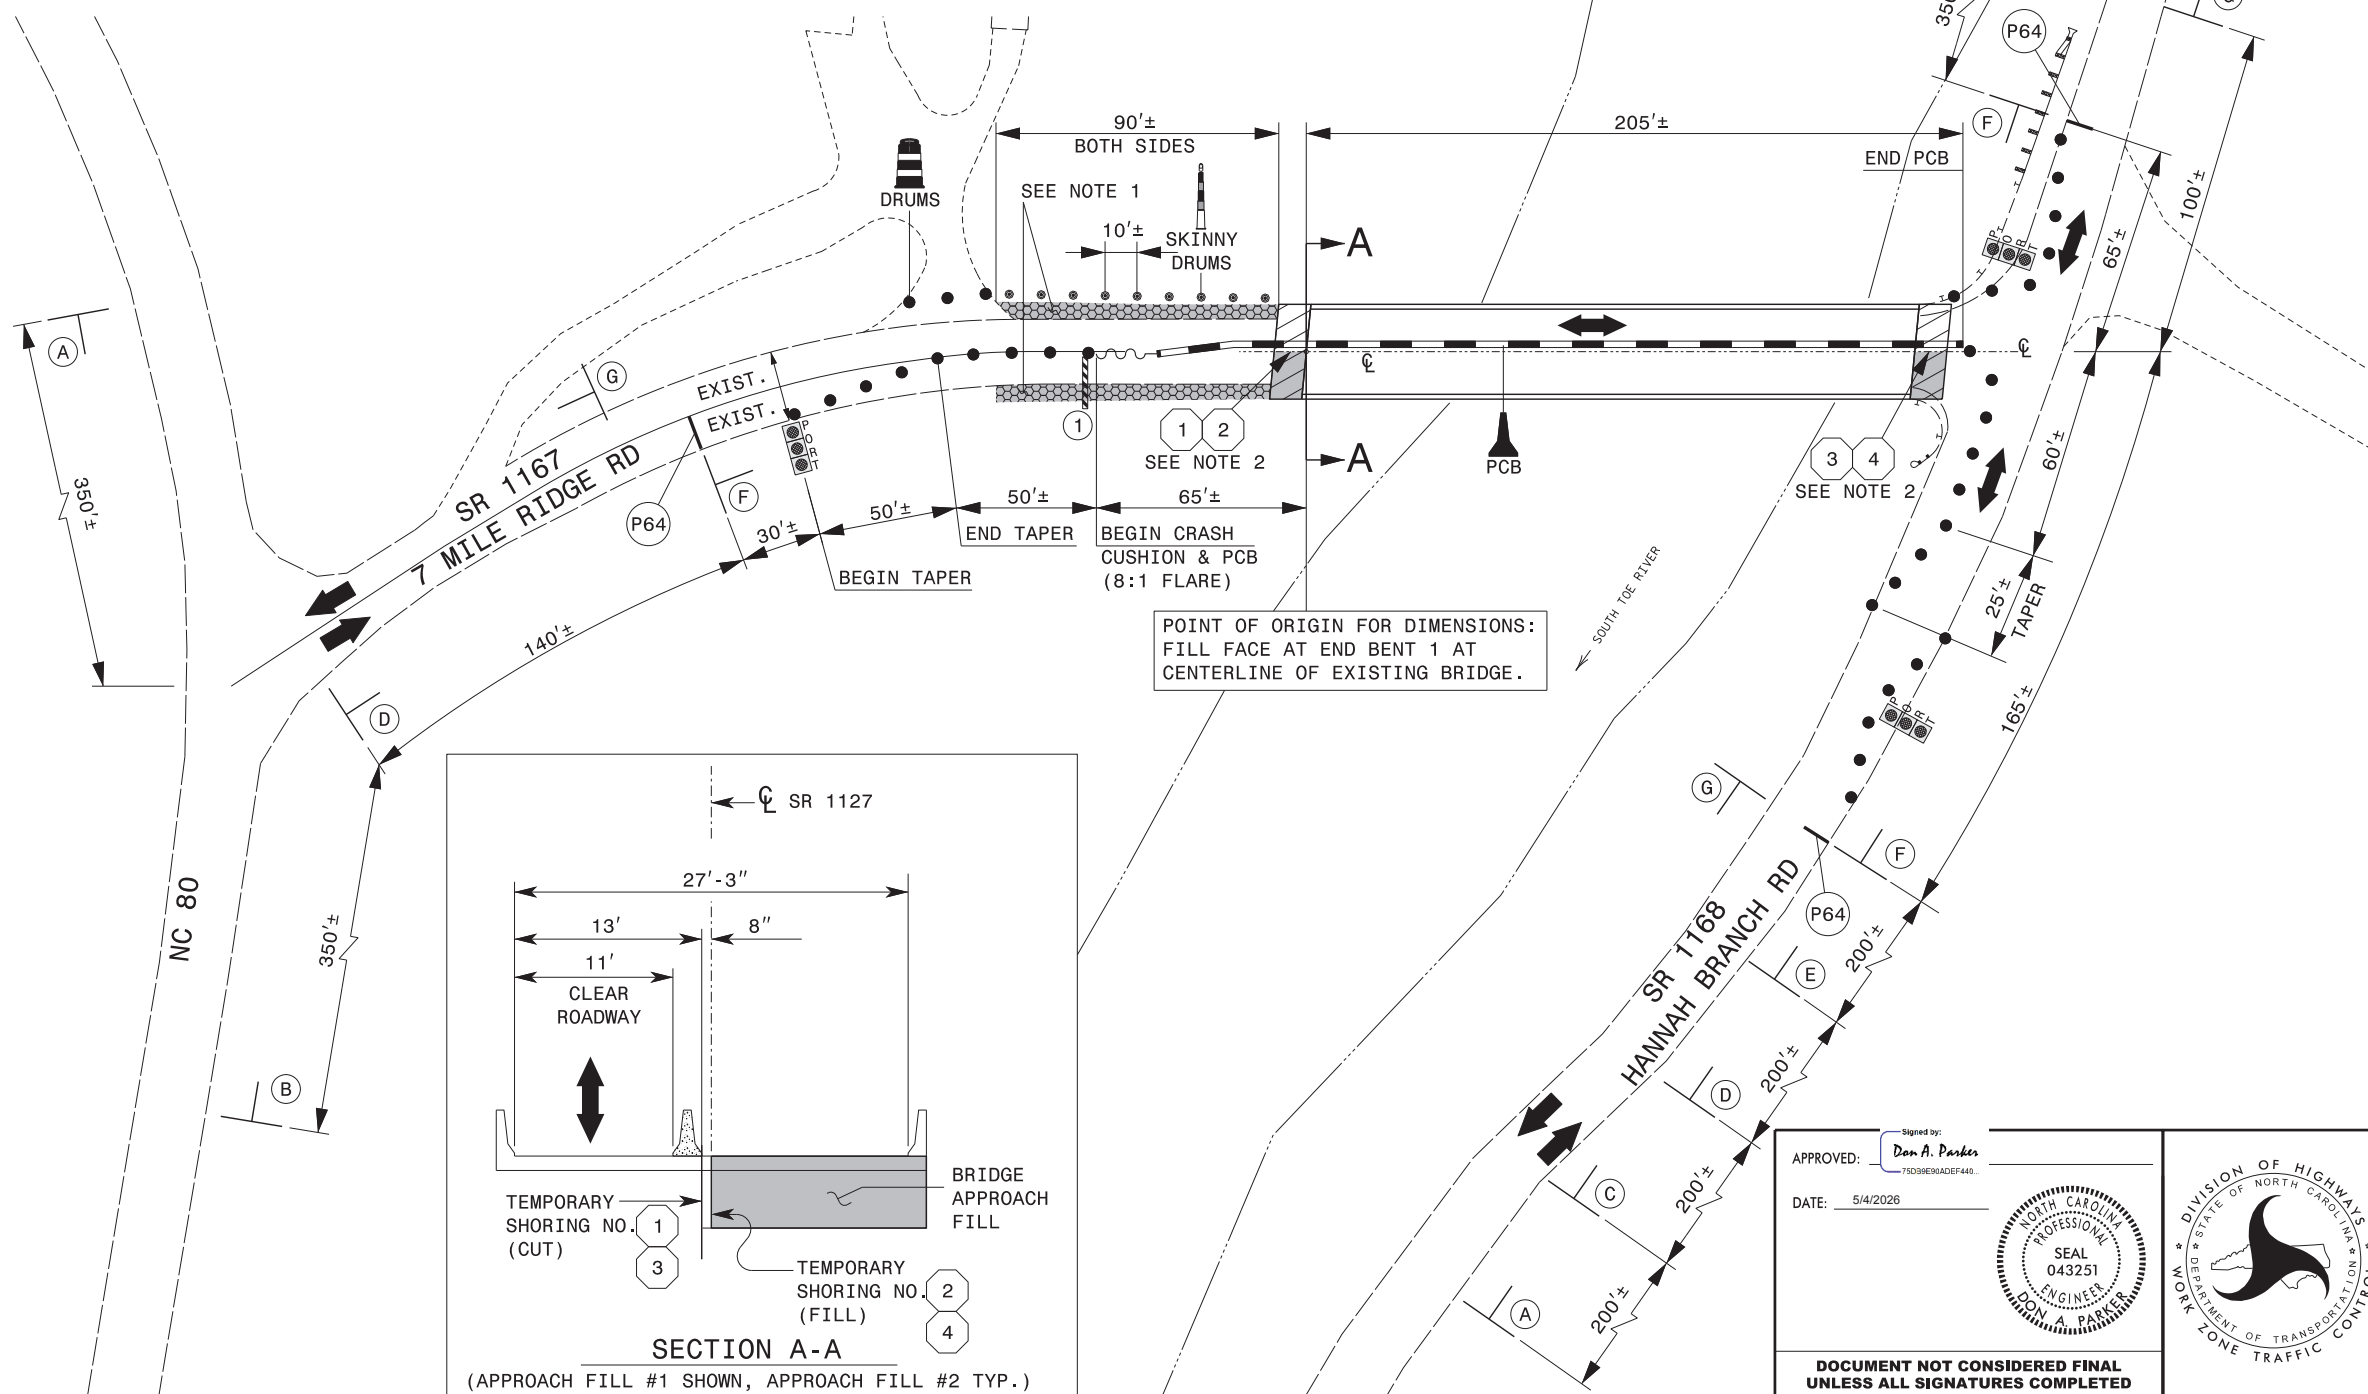 350'±
P64
90'±
BOTH SIDES
205'±
F
END PCB
100'±
DRUMS
SEE NOTE 1
10'±
SKINNY
DRUMS
A
PORT
65'±
A
G
EXIST.
EXIST.
℄
℄
PORT
1
1
2
SEE NOTE 2
A
PCB
3
4
SEE NOTE 2
60'±
350'±
SR 1167
7 MILE RIDGE RD
P64
F
30'±
50'±
50'±
65'±
BEGIN TAPER
END TAPER
BEGIN CRASH
CUSHION & PCB
(8:1 FLARE)
140'±
SOUTH TOE RIVER
25'±
TAPER
POINT OF ORIGIN FOR DIMENSIONS:
FILL FACE AT END BENT 1 AT
CENTERLINE OF EXISTING BRIDGE.
165'±
D
PORT
G
℄ SR 1127
F
P64
SR 1168
HANNAH BRANCH RD
NC 80
350'±
B
27'-3"
13'
8"
11'
CLEAR
ROADWAY
E
200'±
D
200'±
C
200'±
A
200'±
BRIDGE
APPROACH
FILL
TEMPORARY
SHORING NO.
(CUT)
1
3
TEMPORARY
SHORING NO.
(FILL)
2
4
SECTION A-A
(APPROACH FILL #1 SHOWN, APPROACH FILL #2 TYP.)
APPROVED:
Signed by:
Don A. Parker
75DB9E90ADEF440...
DATE: 5/4/2026
NORTH CAROLINA
PROFESSIONAL
SEAL
043251
ENGINEER
DON A. PARKER
DIVISION OF HIGHWAYS
STATE OF NORTH CAROLINA
DEPARTMENT OF TRANSPORTATION
WORK ZONE TRAFFIC CONTROL
DOCUMENT NOT CONSIDERED FINAL
UNLESS ALL SIGNATURES COMPLETED